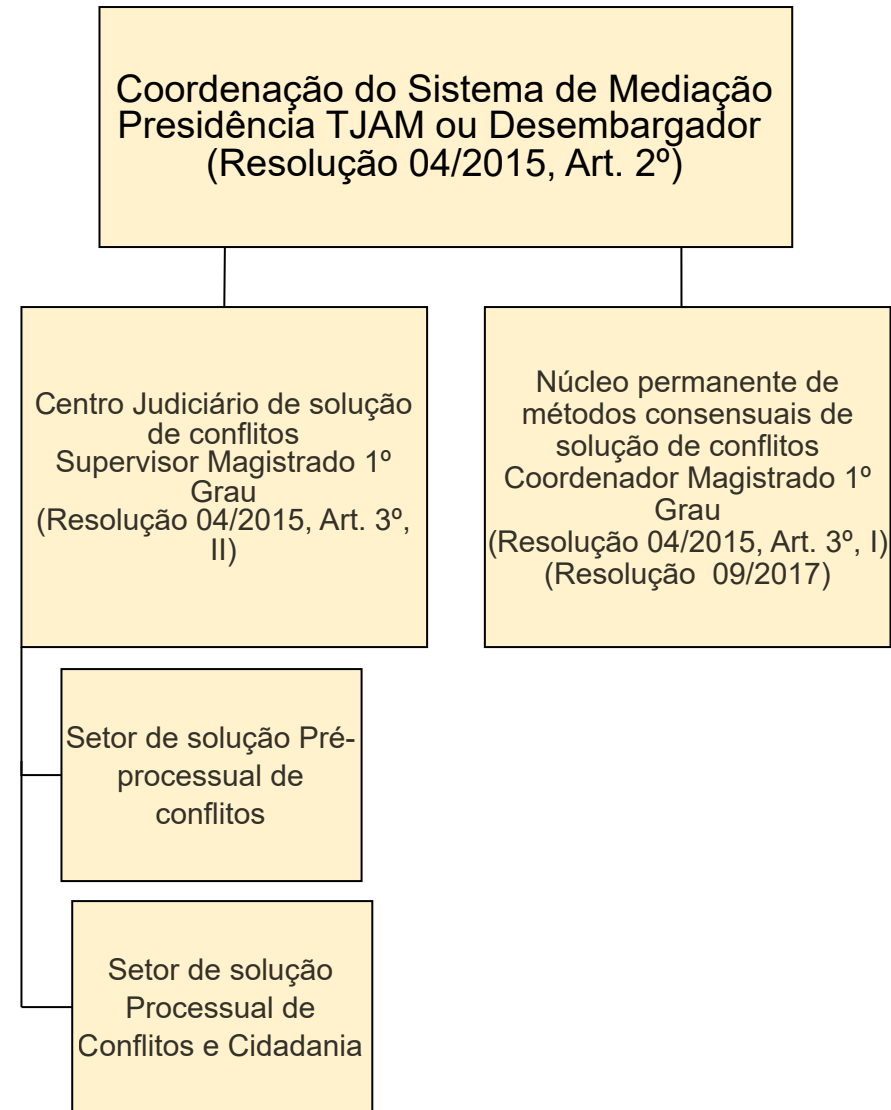 Coordenação do Sistema de Mediação
Presidência TJAM ou Desembargador
(Resolução 04/2015, Art. 2º)
Centro Judiciário de solução
de conflitos
Supervisor Magistrado 1º
Grau
(Resolução 04/2015, Art. 3º,
II)
Núcleo permanente de
métodos consensuais de
solução de conflitos
Coordenador Magistrado 1º
Grau
(Resolução 04/2015, Art. 3º, I)
(Resolução  09/2017)
Setor de solução Pré-
processual de
conflitos
Setor de solução
Processual de
Conflitos e Cidadania